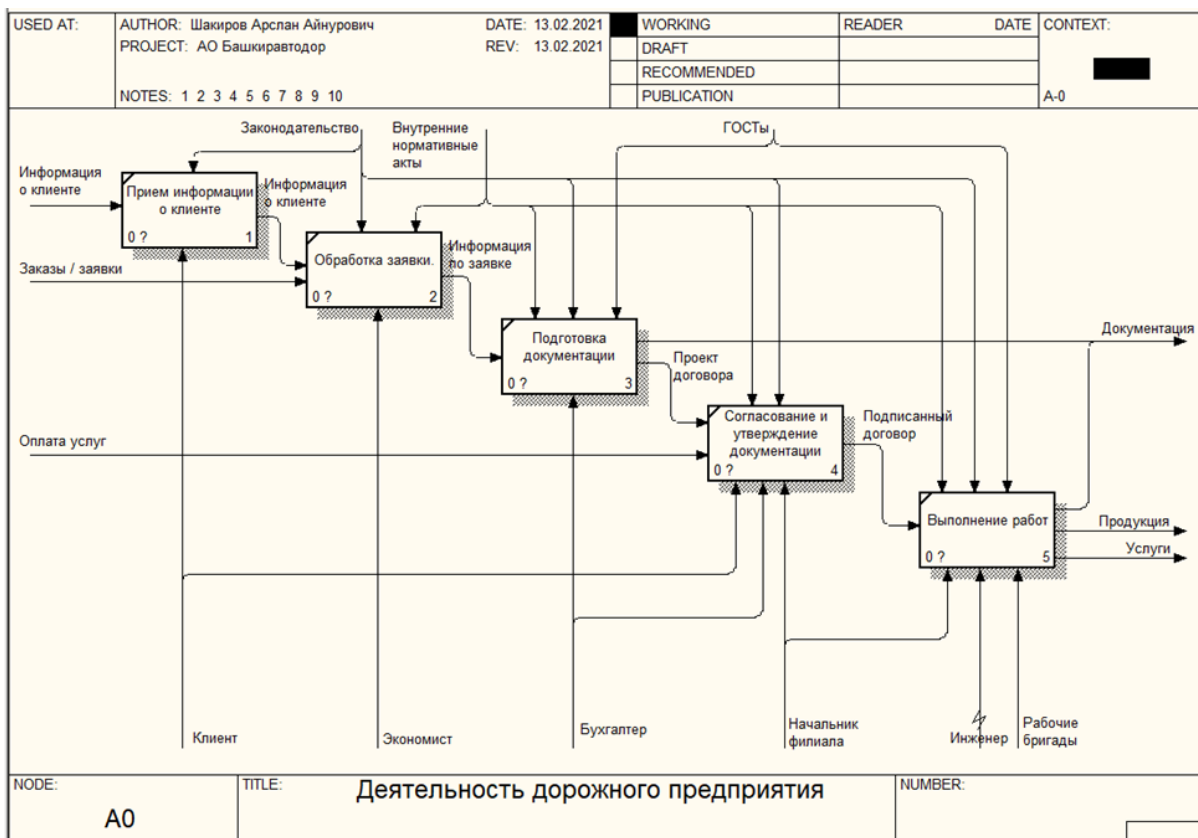 USED AT:
AUTHOR: Шакиров Арслан Айнурович
DATE: 13.02.2021
PROJECT: АО Башкиравтодор
REV: 13.02.2021
NOTES: 1 2 3 4 5 6 7 8 9 10
WORKING
DRAFT
RECOMMENDED
PUBLICATION
READER
DATE
CONTEXT:
A-0
Законодательство
Внутренние
нормативные
акты
ГОСТы
Информация
о клиенте
Прием информации
о клиенте
0 ?
1
Информация
о клиенте
Заказы / заявки
Обработка заявки.
0 ?
2
Информация
по заявке
Подготовка
документации
0 ?
3
Документация
Проект
договора
Оплата услуг
Согласование и
утверждение
документации
0 ?
4
Подписанный
договор
Выполнение работ
0 ?
5
Продукция
Услуги
Клиент
Экономист
Бухгалтер
Начальник
филиала
Инженер
Рабочие
бригады
NODE:
A0
TITLE:
Деятельность дорожного предприятия
NUMBER: